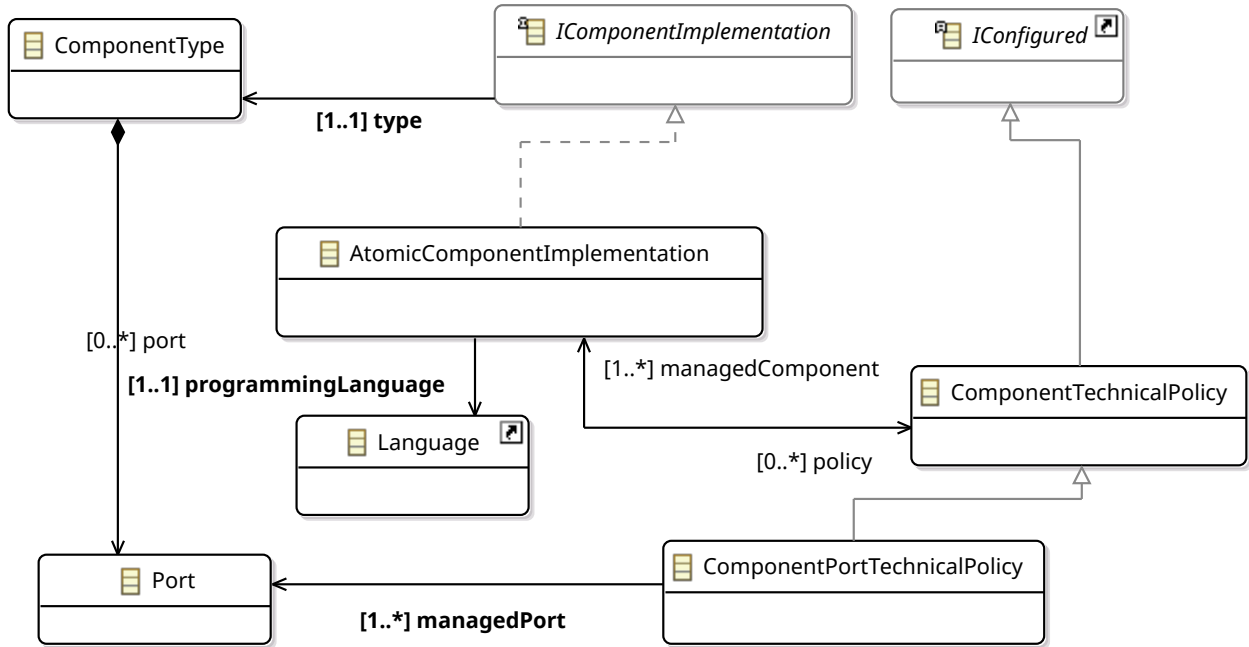 ComponentType
IComponentImplementation
IConfigured
[1..1] type
AtomicComponentImplementation
[0..*] port
[1..*] managedComponent
[1..1] programmingLanguage
ComponentTechnicalPolicy
Language
[0..*] policy
Port
ComponentPortTechnicalPolicy
[1..*] managedPort